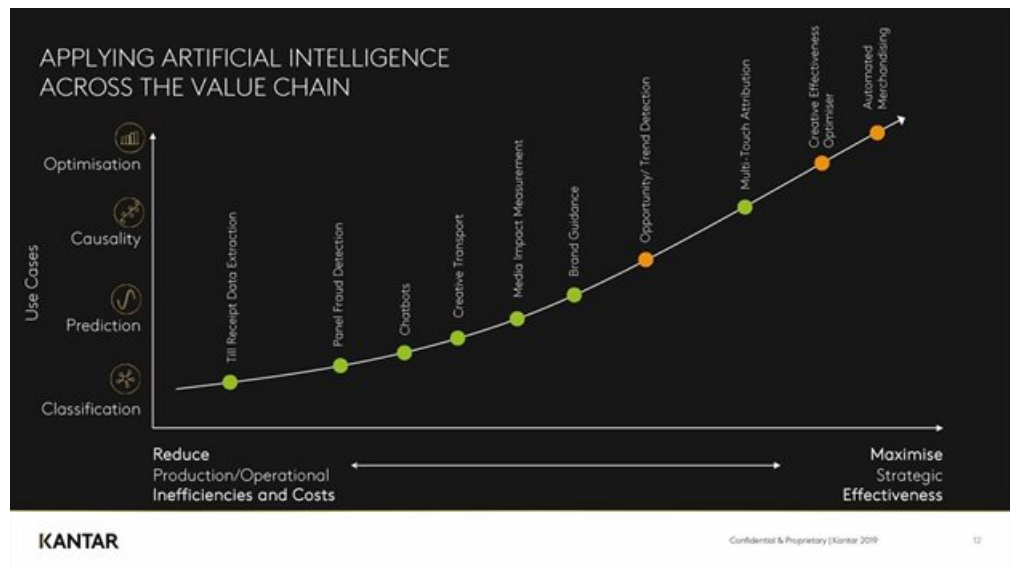 APPLYING ARTIFICIAL INTELLIGENCE
ACROSS THE VALUE CHAIN
Use Cases
Optimisation
Causality
Prediction
Classification
Till Receipt Data Extraction
Panel Fraud Detection
Chatbots
Creative Transport
Media Impact Measurement
Brand Guidance
Opportunity/ Trend Detection
Multi-Touch Attribution
Creative Effectiveness
Optimiser
Automated
Merchandising
Reduce
Production/Operational
Inefficiencies and Costs
Maximise
Strategic
Effectiveness
KANTAR
Confidential & Proprietary | Kantar 2019
12